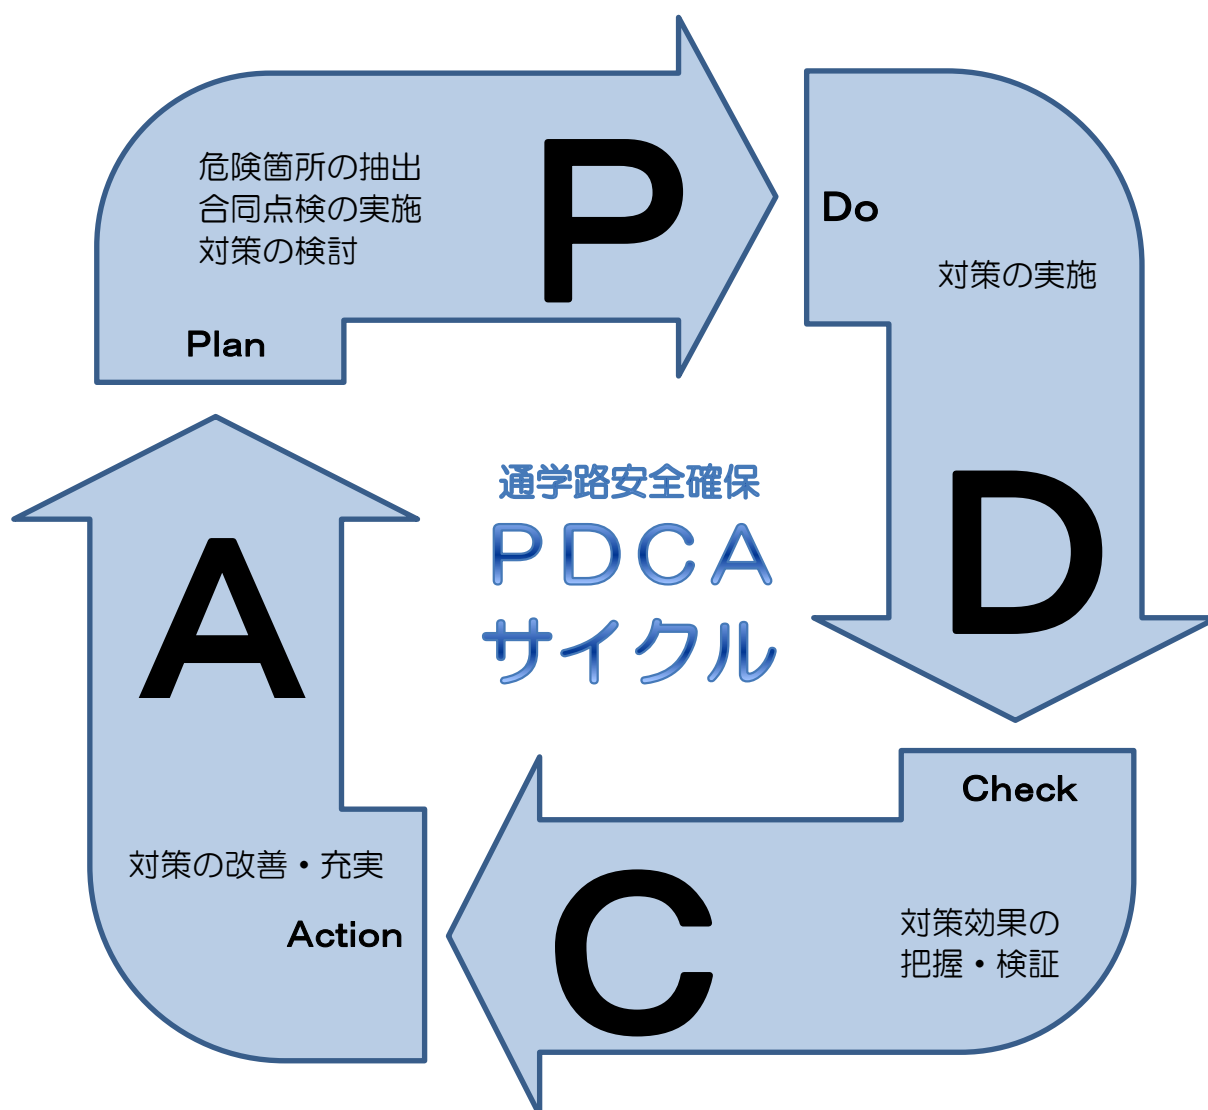 危険箇所の抽出
合同点検の実施
対策の検討
P
Plan
Do
対策の実施
D
通学路安全確保
PDCA
サイクル
Check
対策効果の
把握・検証
C
A
対策の改善・充実
Action